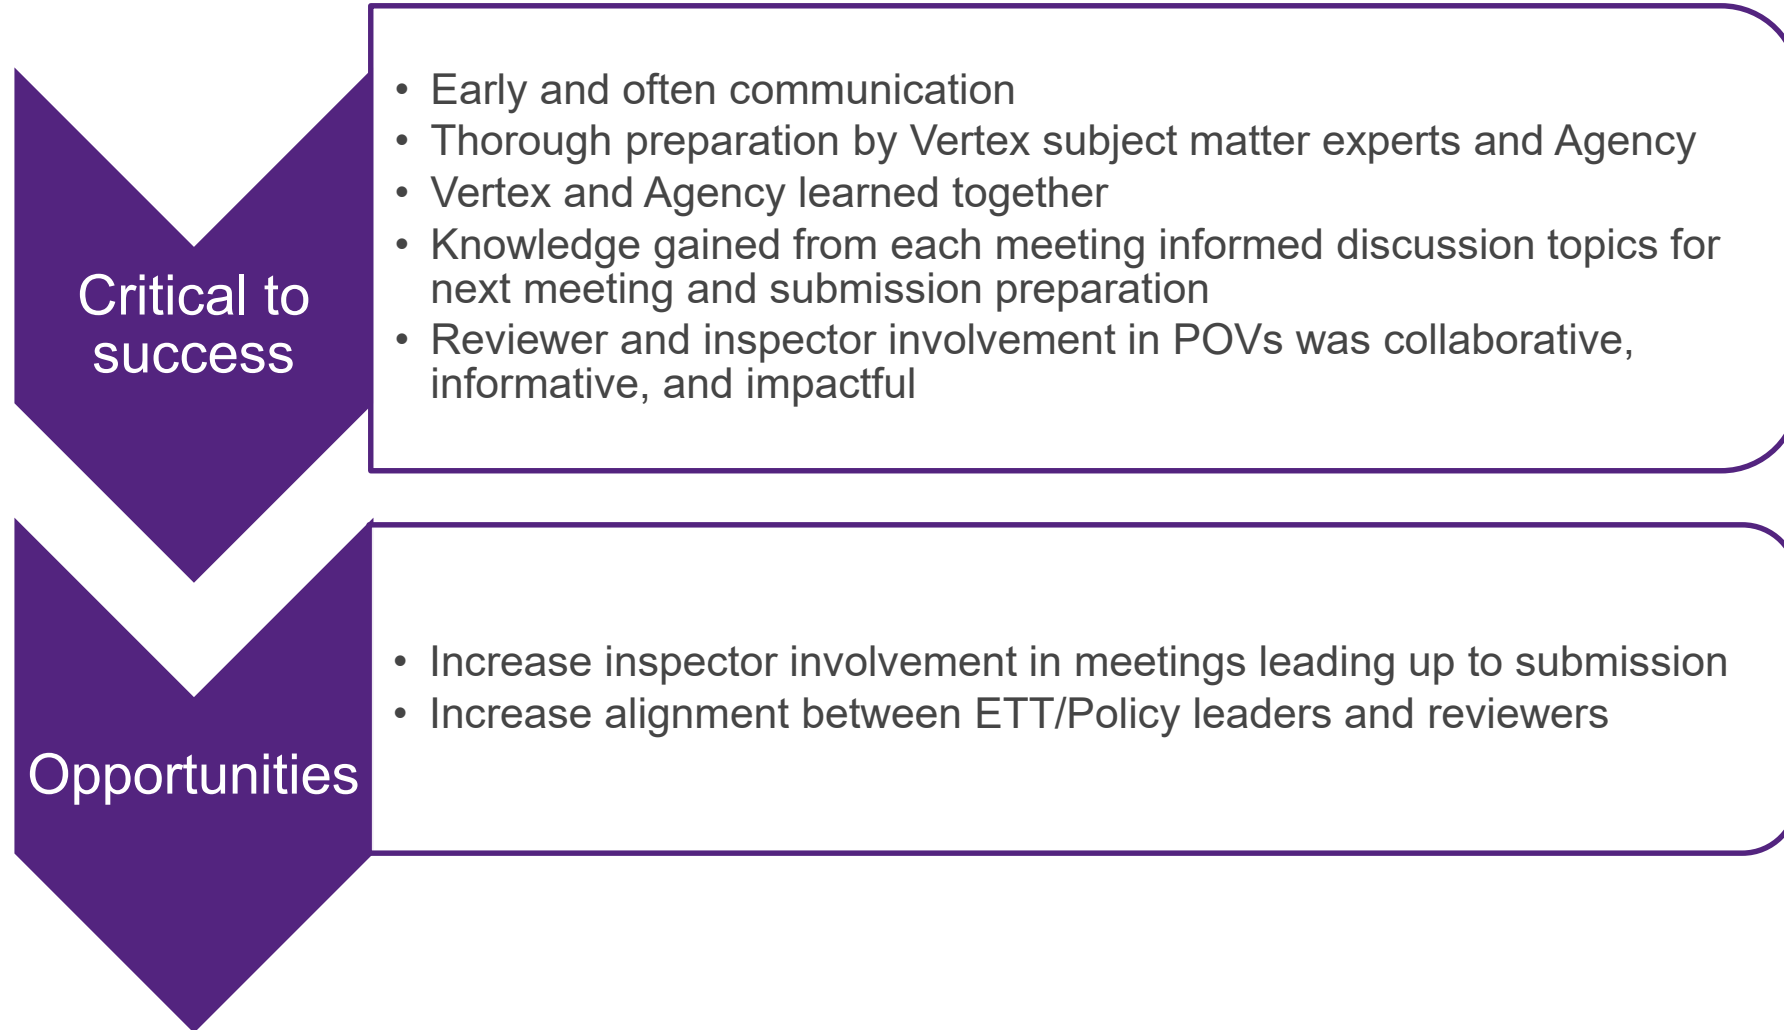 Critical to
success
• Early and often communication
• Thorough preparation by Vertex subject matter experts and Agency
• Vertex and Agency learned together
• Knowledge gained from each meeting informed discussion topics for
next meeting and submission preparation
• Reviewer and inspector involvement in POVs was collaborative,
informative, and impactful
Opportunities
• Increase inspector involvement in meetings leading up to submission
• Increase alignment between ETT/Policy leaders and reviewers